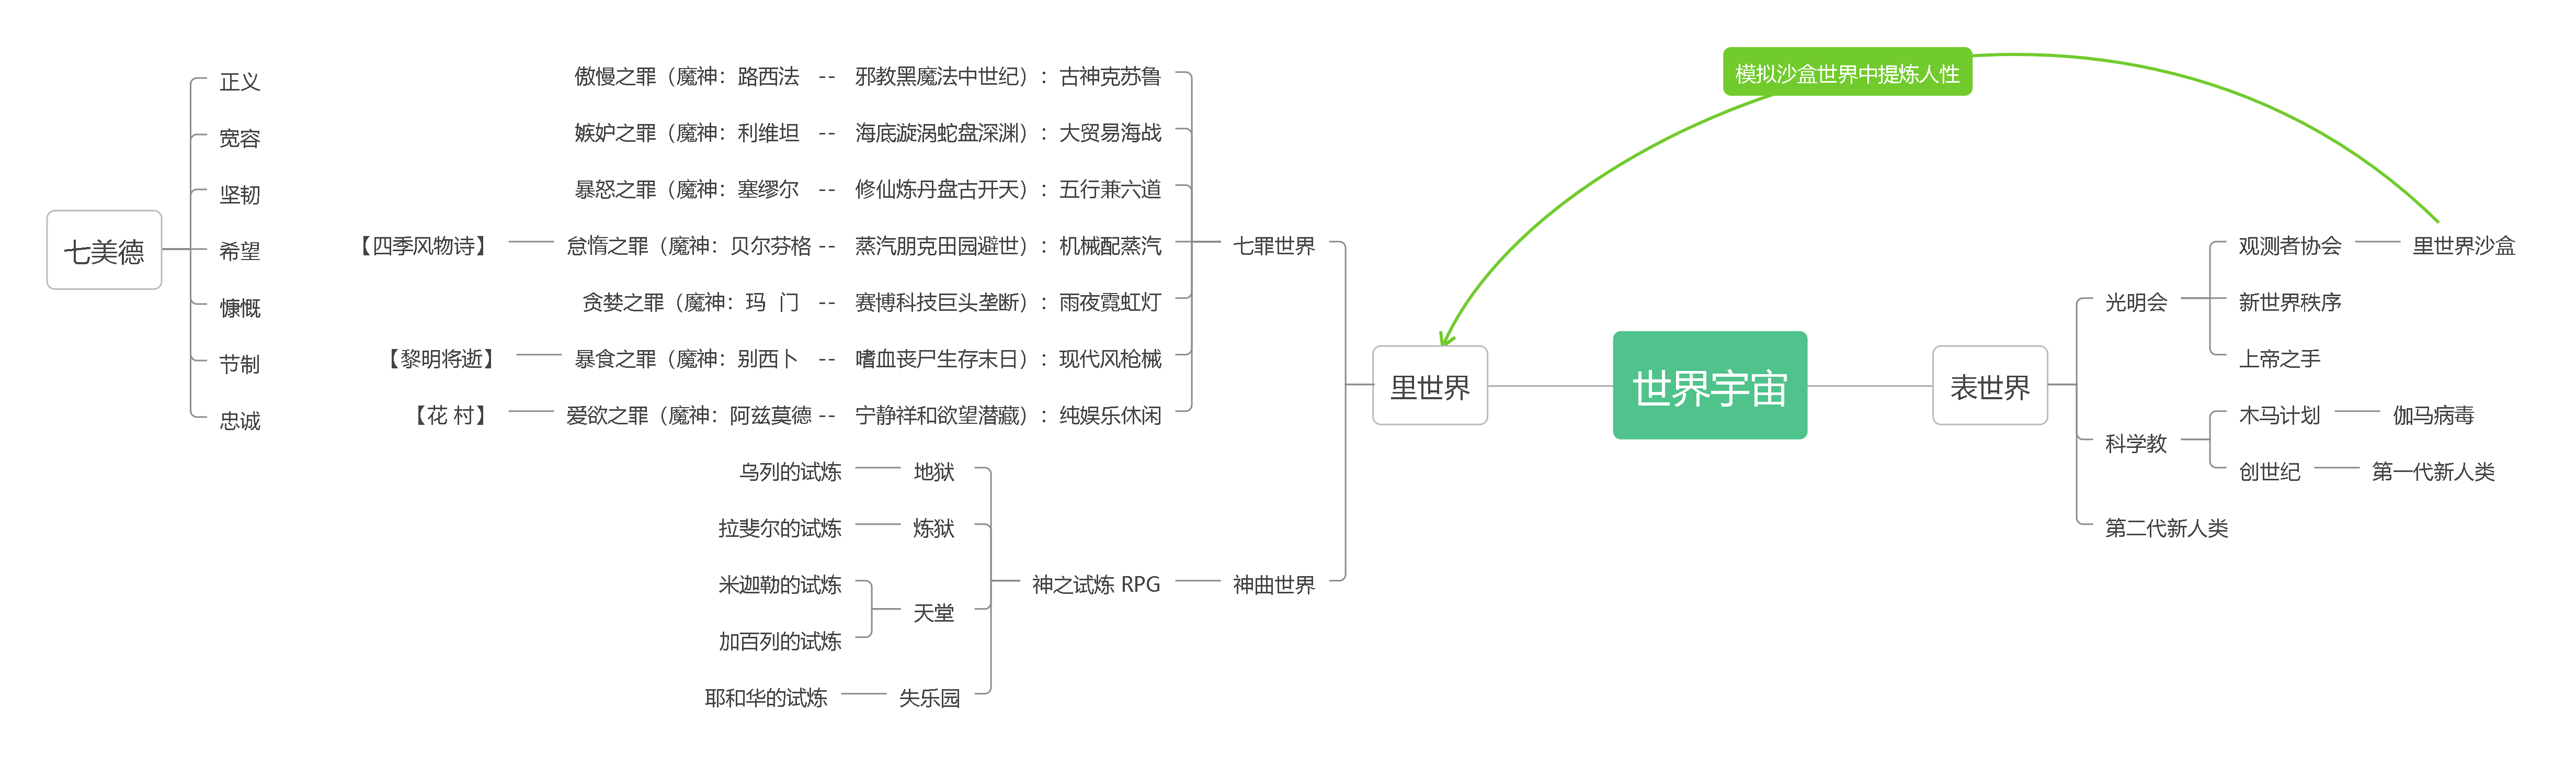 七美德
正义
宽容
坚韧
希望
慷慨
节制
忠诚
傲慢之罪（魔神：路西法 -- 邪教黑魔法中世纪）：古神克苏鲁
嫉妒之罪（魔神：利维坦 -- 海底漩涡蛇盘深渊）：大贸易海战
暴怒之罪（魔神：塞缪尔 -- 修仙炼丹盘古开天）：五行兼六道
【四季风物诗】
怠惰之罪（魔神：贝尔芬格 -- 蒸汽朋克田园避世）：机械配蒸汽
贪婪之罪（魔神：玛 门 -- 赛博科技巨头垄断）：雨夜霓虹灯
【黎明将逝】
暴食之罪（魔神：别西卜 -- 嗜血丧尸生存末日）：现代风枪械
【花 村】
爱欲之罪（魔神：阿兹莫德 -- 宁静祥和欲望潜藏）：纯娱乐休闲
七罪世界
乌列的试炼
地狱
拉斐尔的试炼
炼狱
米迦勒的试炼
加百列的试炼
天堂
耶和华的试炼
失乐园
神之试炼 RPG
神曲世界
里世界
模拟沙盒世界中提炼人性
世界宇宙
表世界
光明会
观测者协会
里世界沙盒
新世界秩序
上帝之手
科学教
木马计划
伽马病毒
创世纪
第一代新人类
第二代新人类